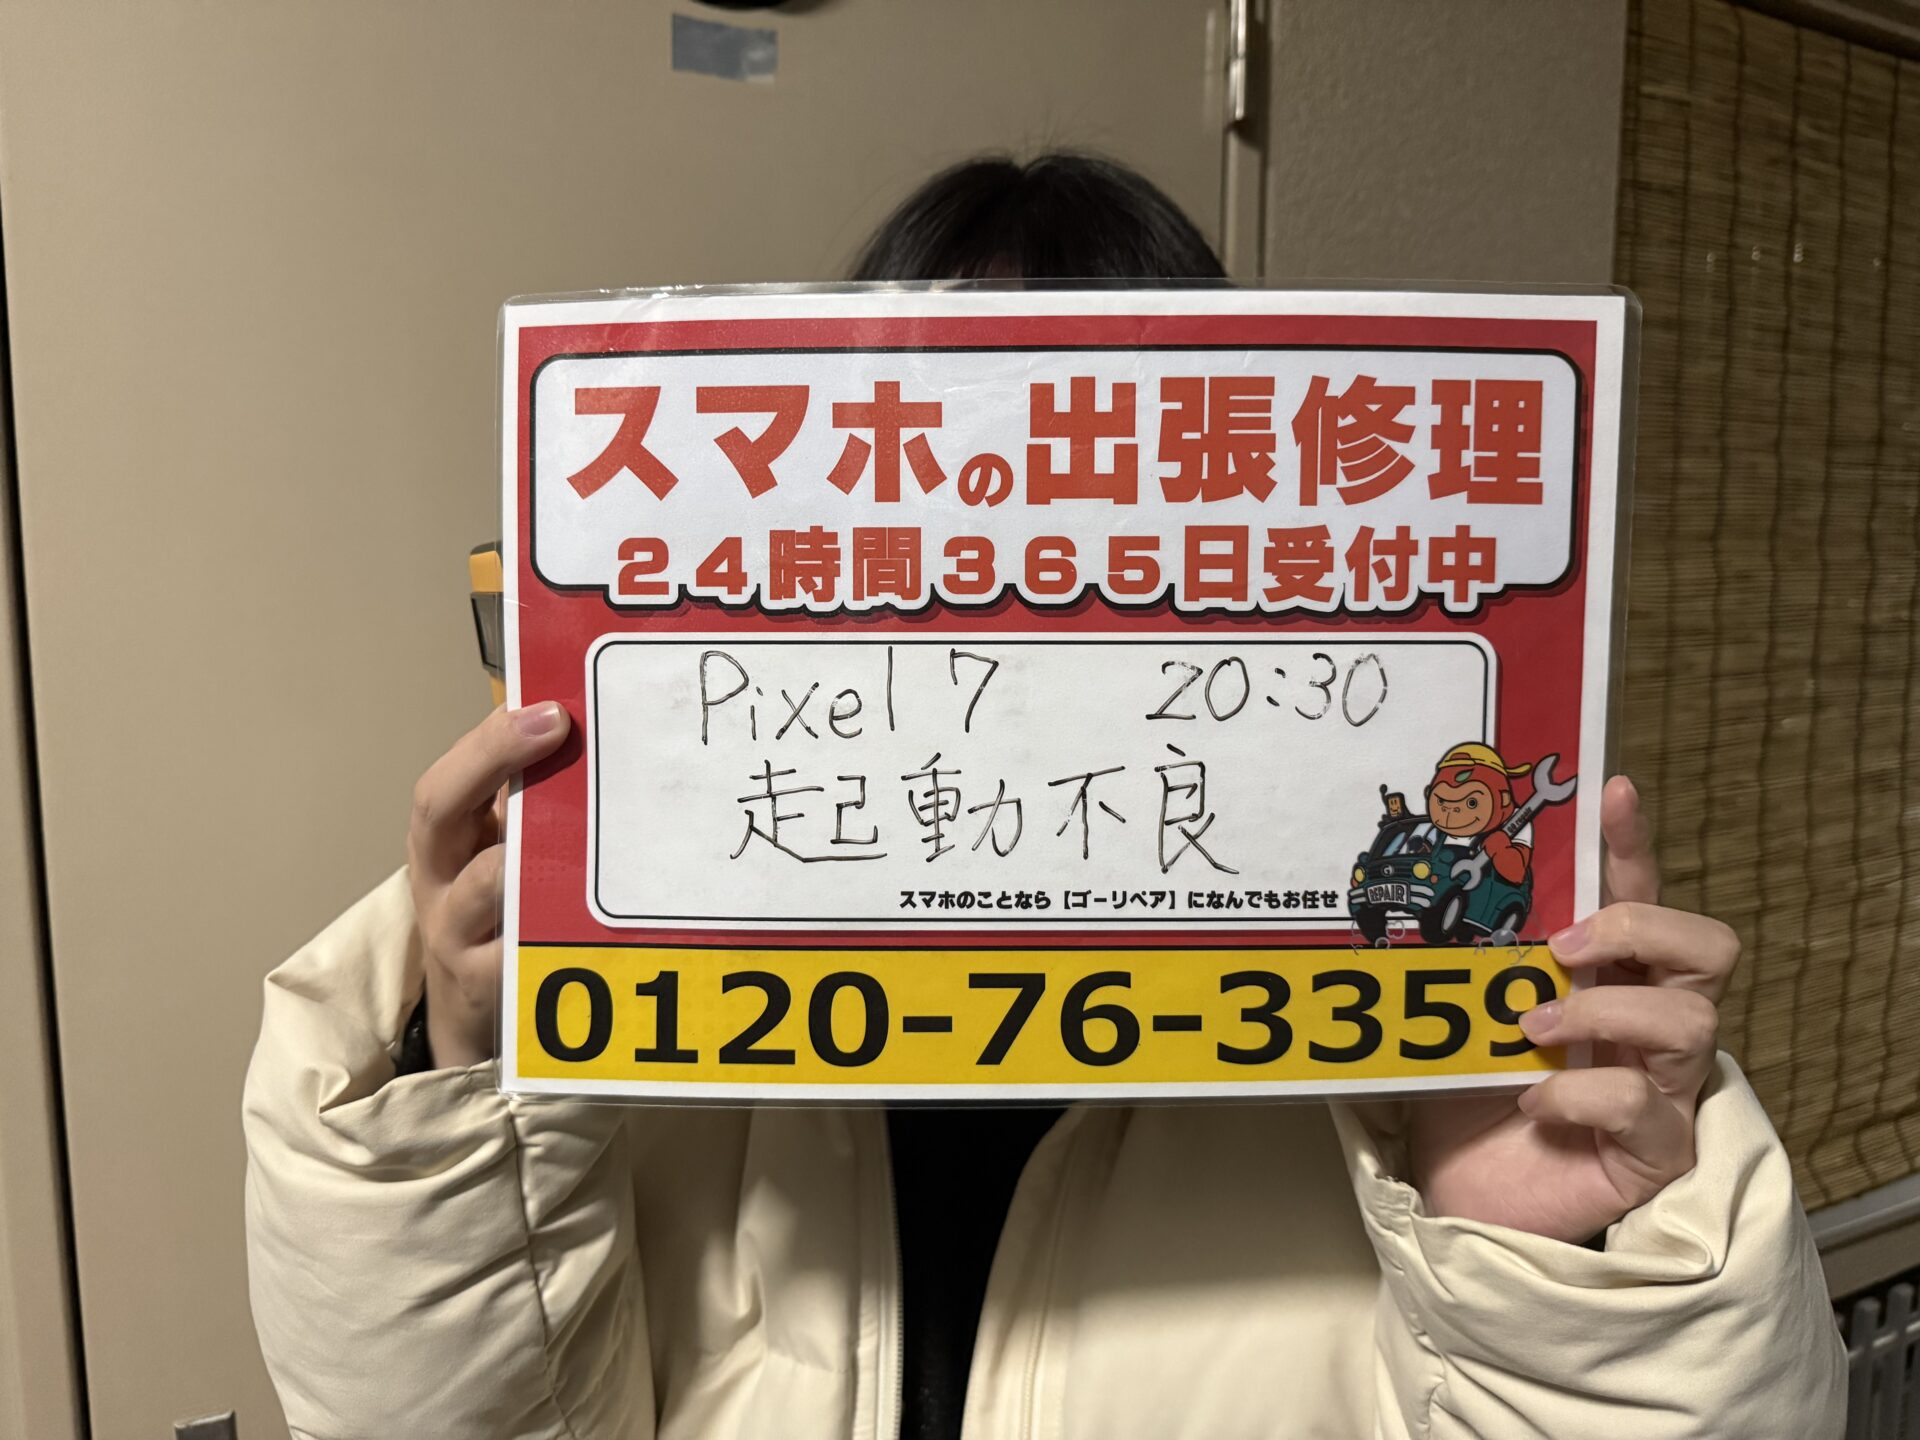 スマホの出張修理
24時間365日受付中
Pixel 7 20:30
起動不良
スマホのことなら【ゴーリペア】になんでもお任せ
REPAIR
0120-76-3359